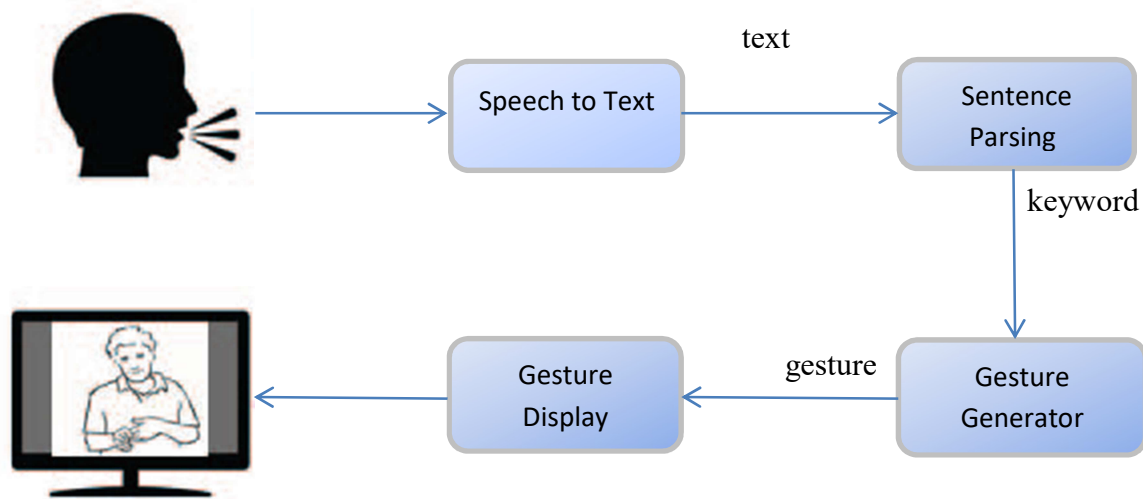 text
Speech to Text
Sentence
Parsing
keyword
Gesture
Generator
gesture
Gesture
Display